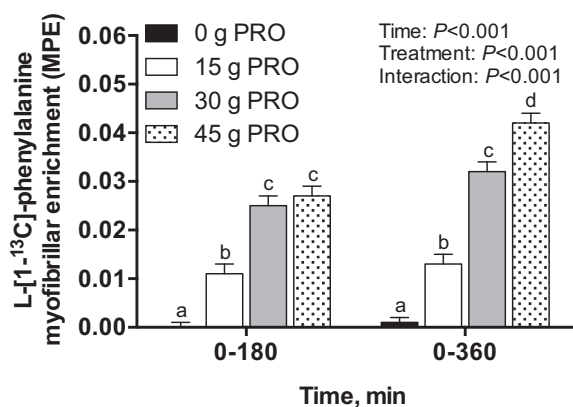 L-[1-¹³C]-phenylalanine
myofibrillar enrichment (MPE)
0.06
0.05
0.04
0.03
0.02
0.01
0.00
0 g PRO
15 g PRO
30 g PRO
45 g PRO
Time: P<0.001
Treatment: P<0.001
Interaction: P<0.001
a
b
c
c
a
b
c
d
0-180
0-360
Time, min